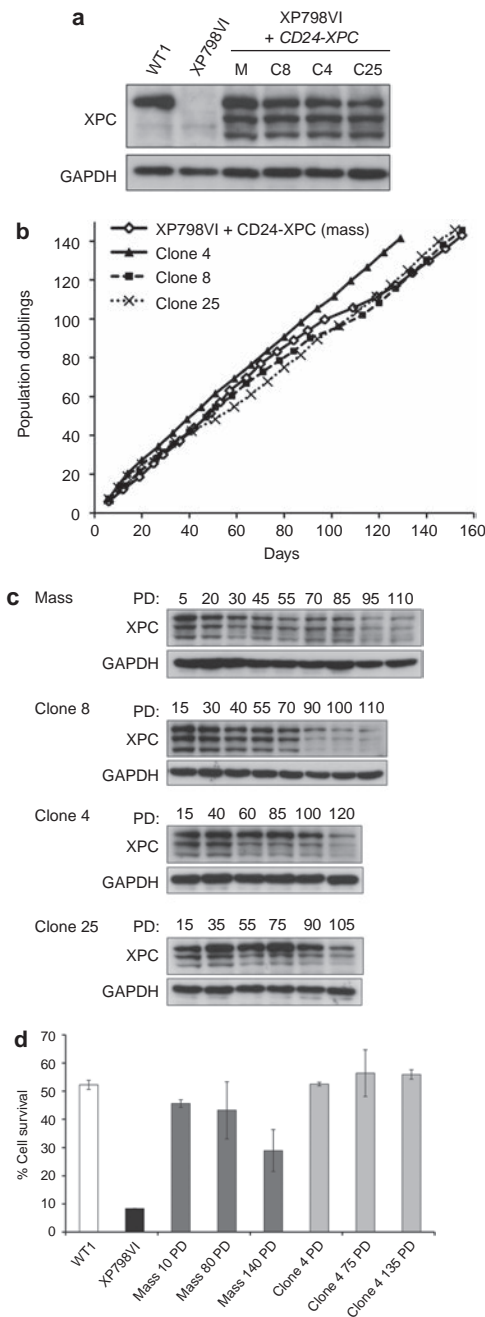 a
XP798VI
+ CD24-XPC
WT1 XP798VI M C8 C4 C25
XPC
GAPDH
b
XP798VI + CD24-XPC (mass)
Clone 4
Clone 8
Clone 25
Population doublings
140
120
100
80
60
40
20
0
0 20 40 60 80 100 120 140 160
Days
c
Mass PD: 5 20 30 45 55 70 85 95 110
XPC
GAPDH
Clone 8 PD: 15 30 40 55 70 90 100 110
XPC
GAPDH
Clone 4 PD: 15 40 60 85 100 120
XPC
GAPDH
Clone 25 PD: 15 35 55 75 90 105
XPC
GAPDH
d
% Cell survival
70
60
50
40
30
20
10
0
WT1 XP798VI Mass 10 PD Mass 80 PD Mass 140 PD Clone 4 PD Clone 4 75 PD Clone 4 135 PD